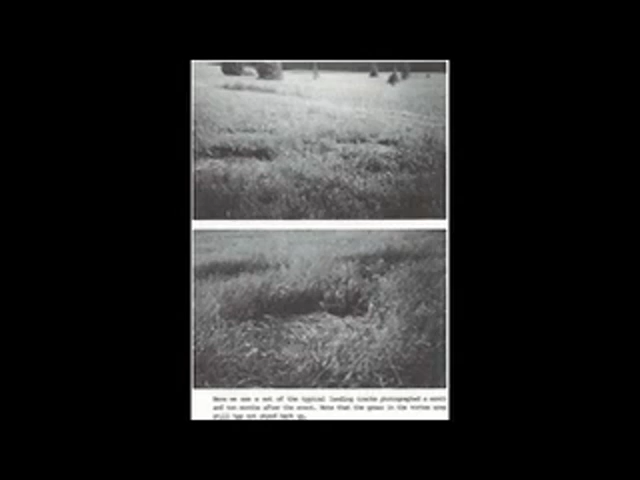 Here we see a set of the typical landing tracks photographed a month
and two months after the event. Note that the grass in the vortex area
still has not stood back up.